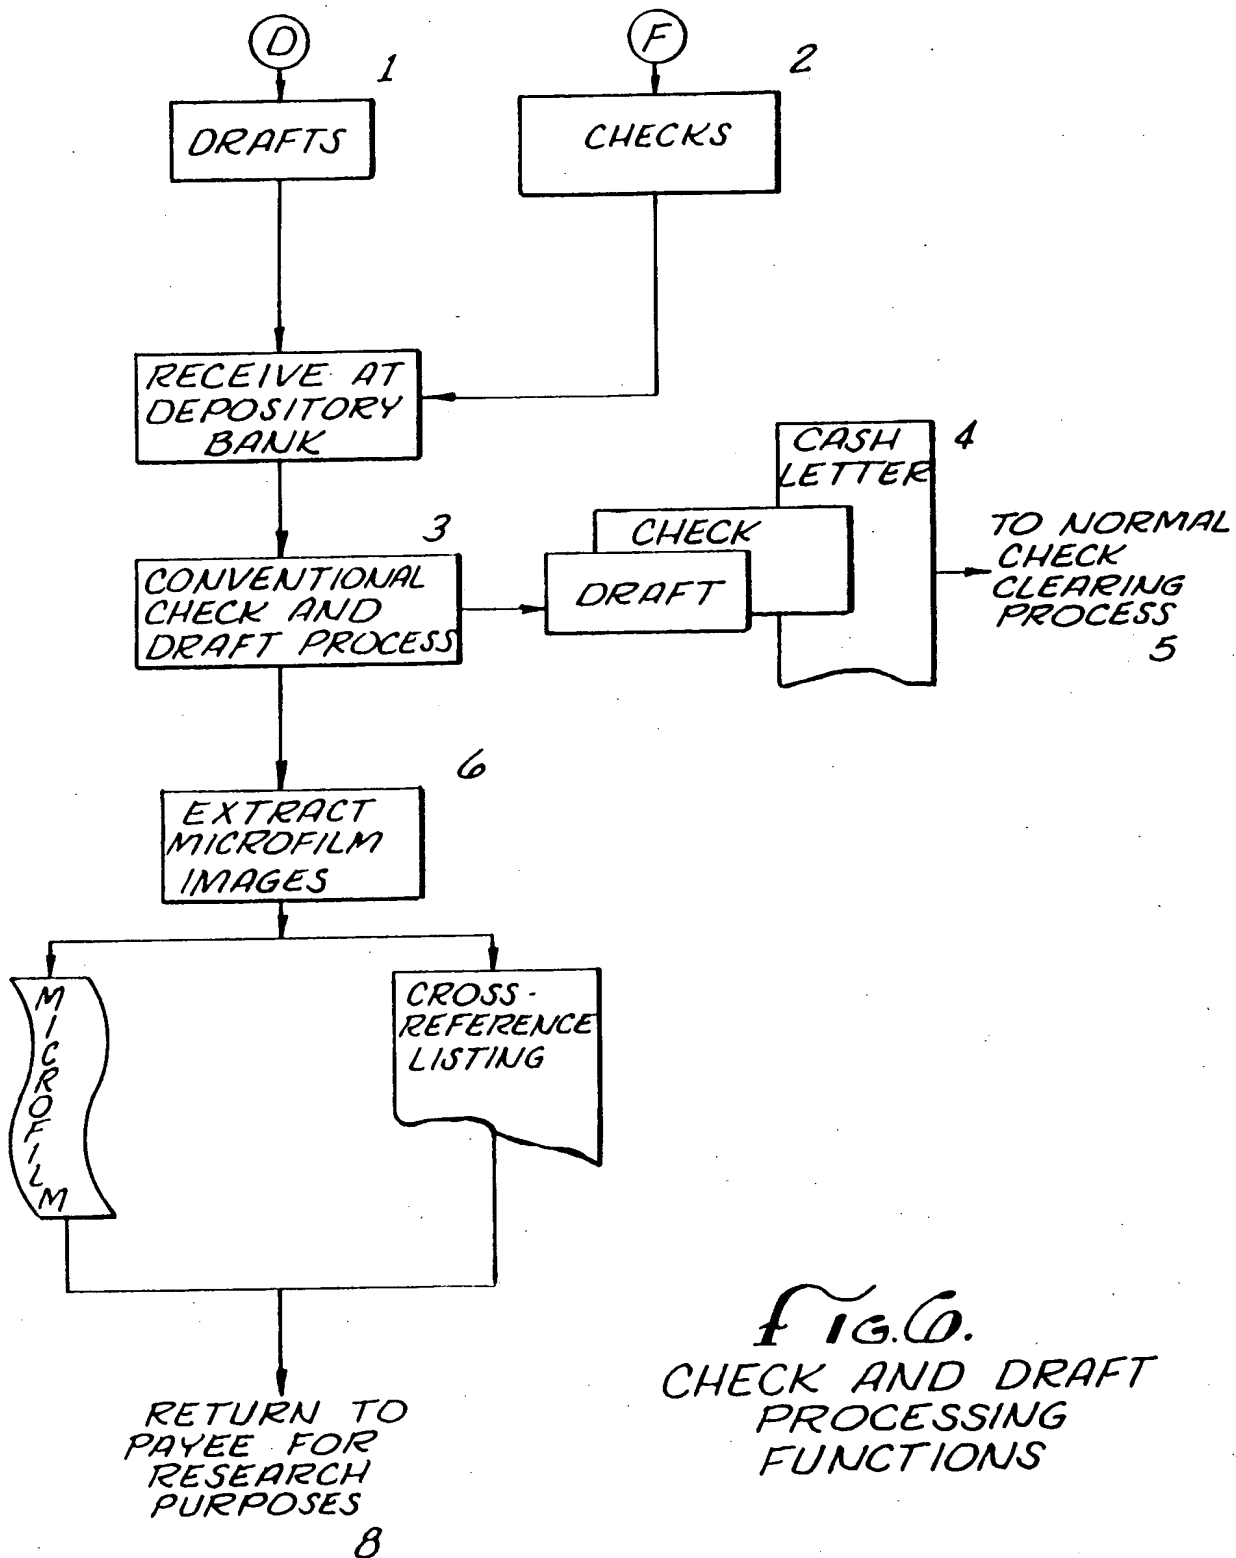 D
F
1
2
DRAFTS
CHECKS
RECEIVE AT
DEPOSITORY
BANK
CASH
LETTER
4
3
CHECK
DRAFT
TO NORMAL
CHECK
CLEARING
PROCESS
5
CONVENTIONAL
CHECK AND
DRAFT PROCESS
6
EXTRACT
MICROFILM
IMAGES
MICROFILM
CROSS-
REFERENCE
LISTING
RETURN TO
PAYEE FOR
RESEARCH
PURPOSES
8
FIG.6.
CHECK AND DRAFT
PROCESSING
FUNCTIONS